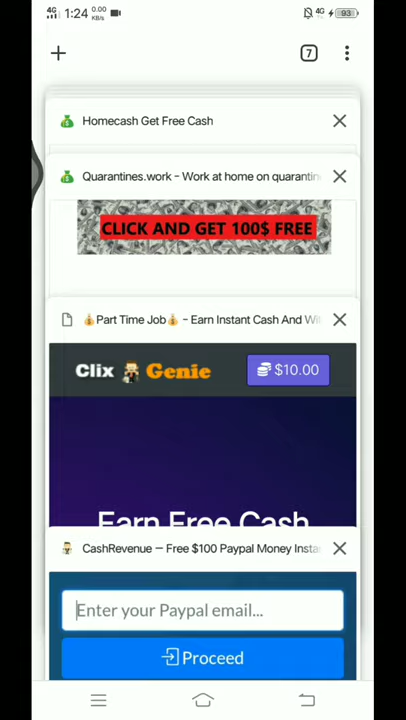 4G 1:24 0.00 KB/s 4G 93
7
Homecash Get Free Cash
Quarantines.work - Work at home on quarantin
CLICK AND GET 100$ FREE
💰Part Time Job💰 - Earn Instant Cash And Wi
Clix Genie $10.00
Earn Free Cash
CashRevenue – Free $100 Paypal Money Insta
Enter your Paypal email...
Proceed